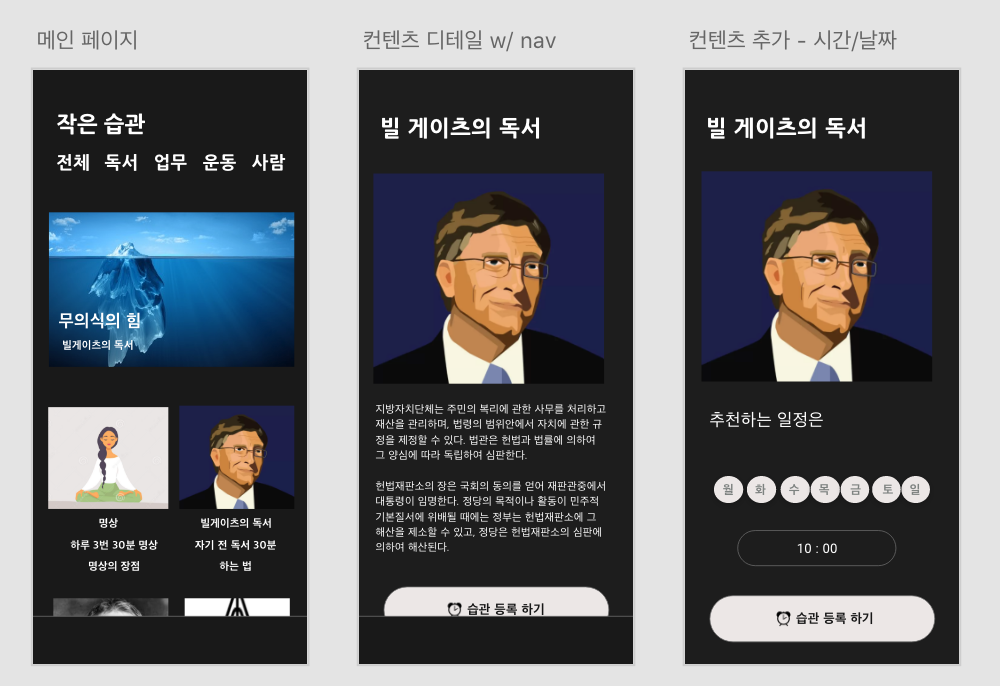 메인 페이지
작은 습관
전체 독서 업무 운동 사람
무의식의 힘
빌게이츠의 독서
명상
하루 3번 30분 명상
명상의 장점
빌게이츠의 독서
자기 전 독서 30분
하는 법
컨텐츠 디테일 w/ nav
빌 게이츠의 독서
지방자치단체는 주민의 복리에 관한 사무를 처리하고
재산을 관리하며, 법령의 범위안에서 자치에 관한 규
정을 제정할 수 있다. 법관은 헌법과 법률에 의하여
그 양심에 따라 독립하여 심판한다.
헌법재판소의 장은 국회의 동의를 얻어 재판관중에서
대통령이 임명한다. 정당의 목적이나 활동이 민주적
기본질서에 위배될 때에는 정부는 헌법재판소에 그
해산을 제소할 수 있고, 정당은 헌법재판소의 심판에
의하여 해산된다.
⏰ 습관 등록 하기
컨텐츠 추가 - 시간/날짜
빌 게이츠의 독서
추천하는 일정은
월 화 수 목 금 토 일
10 : 00
⏰ 습관 등록 하기